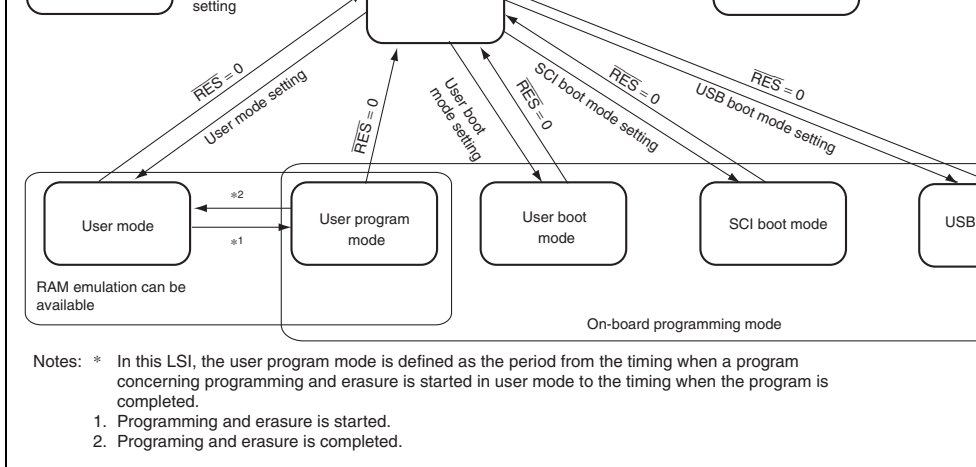 setting
RES = 0
User mode setting
RES = 0
User boot
mode setting
RES = 0
SCI boot mode setting
RES = 0
USB boot mode setting
RES = 0
*2
*1
User mode
User program
mode
User boot
mode
SCI boot mode
USB
RAM emulation can be
available
On-board programming mode
Notes: * In this LSI, the user program mode is defined as the period from the timing when a program
concerning programming and erasure is started in user mode to the timing when the program is
completed.
1. Programming and erasure is started.
2. Programing and erasure is completed.